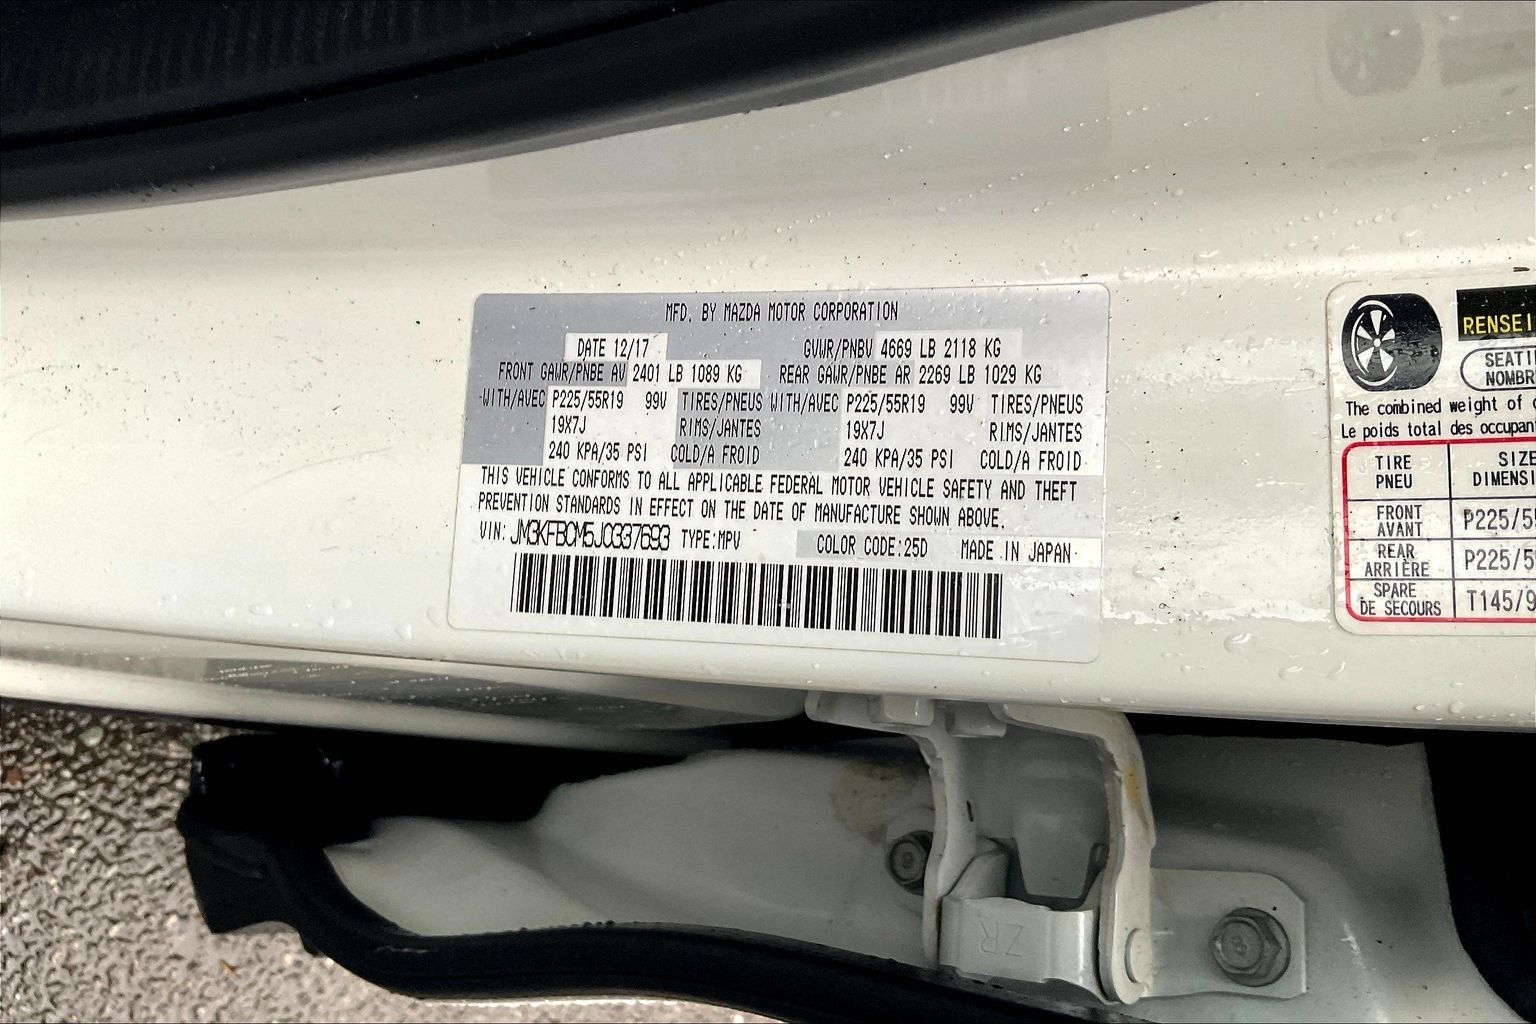 MFD. BY MAZDA MOTOR CORPORATION
DATE 12/17 GVWR/PNBV 4669 LB 2118 KG
FRONT GAWR/PNBE AV 2401 LB 1089 KG REAR GAWR/PNBE AR 2269 LB 1029 KG
WITH/AVEC P225/55R19 99V TIRES/PNEUS WITH/AVEC P225/55R19 99V TIRES/PNEUS
19X7J RIMS/JANTES 19X7J RIMS/JANTES
240 KPA/35 PSI COLD/A FROID 240 KPA/35 PSI COLD/A FROID
THIS VEHICLE CONFORMS TO ALL APPLICABLE FEDERAL MOTOR VEHICLE SAFETY AND THEFT
PREVENTION STANDARDS IN EFFECT ON THE DATE OF MANUFACTURE SHOWN ABOVE.
VIN: JM3KFBCM5J0337693 TYPE:MPV COLOR CODE:25D MADE IN JAPAN
RENSEI
SEATI
NOMBR
The combined weight of o
Le poids total des occupan
TIRE SIZE
PNEU DIMENSI
FRONT
AVANT P225/5
REAR
ARRIÈRE P225/5
SPARE
DE SECOURS T145/9
ZR